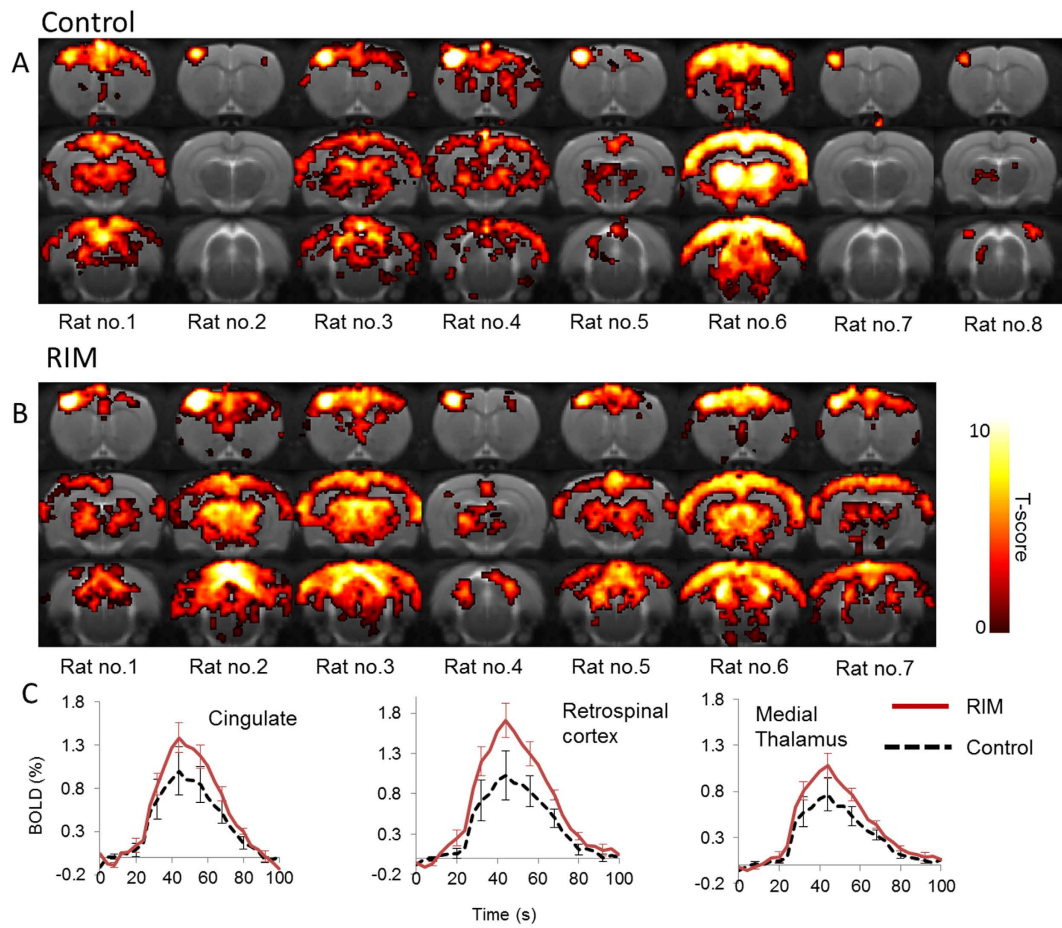 Control
A
Rat no.1 Rat no.2 Rat no.3 Rat no.4 Rat no.5 Rat no.6 Rat no.7 Rat no.8
RIM
B
10
T-score
0
Rat no.1 Rat no.2 Rat no.3 Rat no.4 Rat no.5 Rat no.6 Rat no.7
C
BOLD (%)
1.8
1.3
0.8
0.3
-0.2
0 20 40 60 80 100
Cingulate
1.8
1.3
0.8
0.3
-0.2
0 20 40 60 80 100
Retrospinal
cortex
1.8
1.3
0.8
0.3
-0.2
0 20 40 60 80 100
Medial
Thalamus
RIM
Control
Time (s)